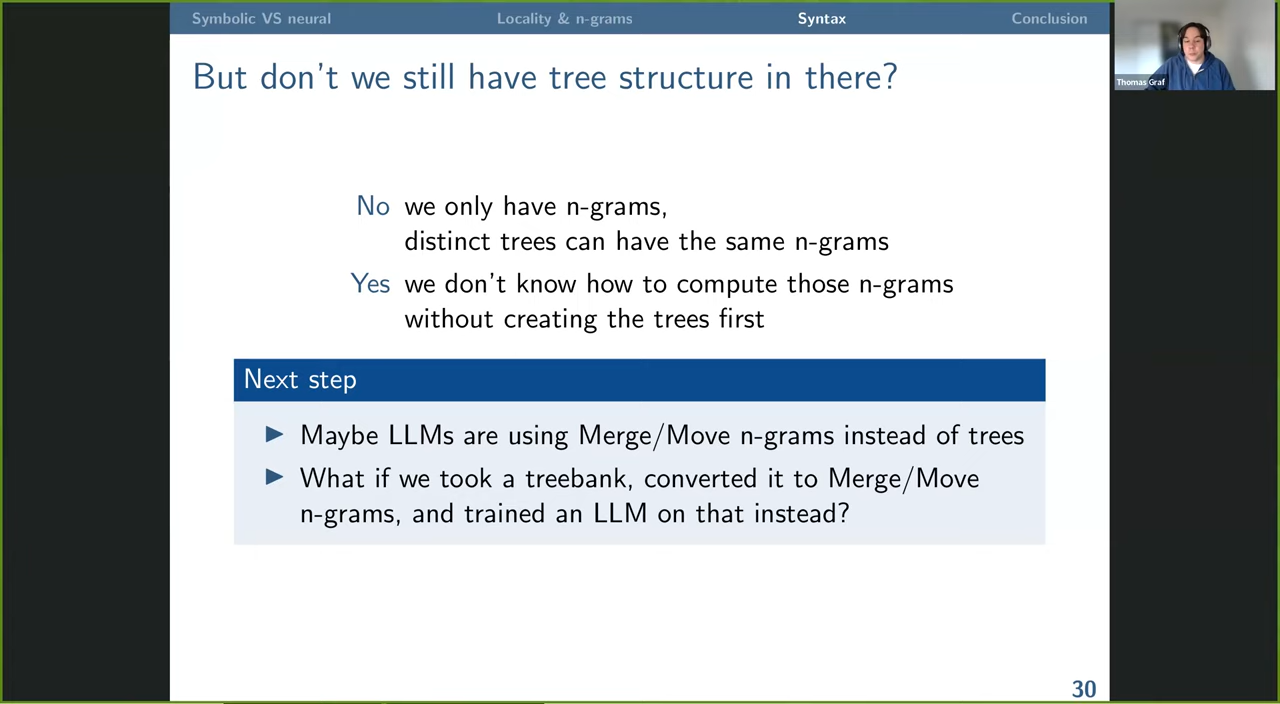 Symbolic VS neural Locality & n-grams Syntax Conclusion
Thomas Graf
But don't we still have tree structure in there?
No we only have n-grams,
distinct trees can have the same n-grams
Yes we don't know how to compute those n-grams
without creating the trees first
Next step
▶ Maybe LLMs are using Merge/Move n-grams instead of trees
▶ What if we took a treebank, converted it to Merge/Move
n-grams, and trained an LLM on that instead?
30